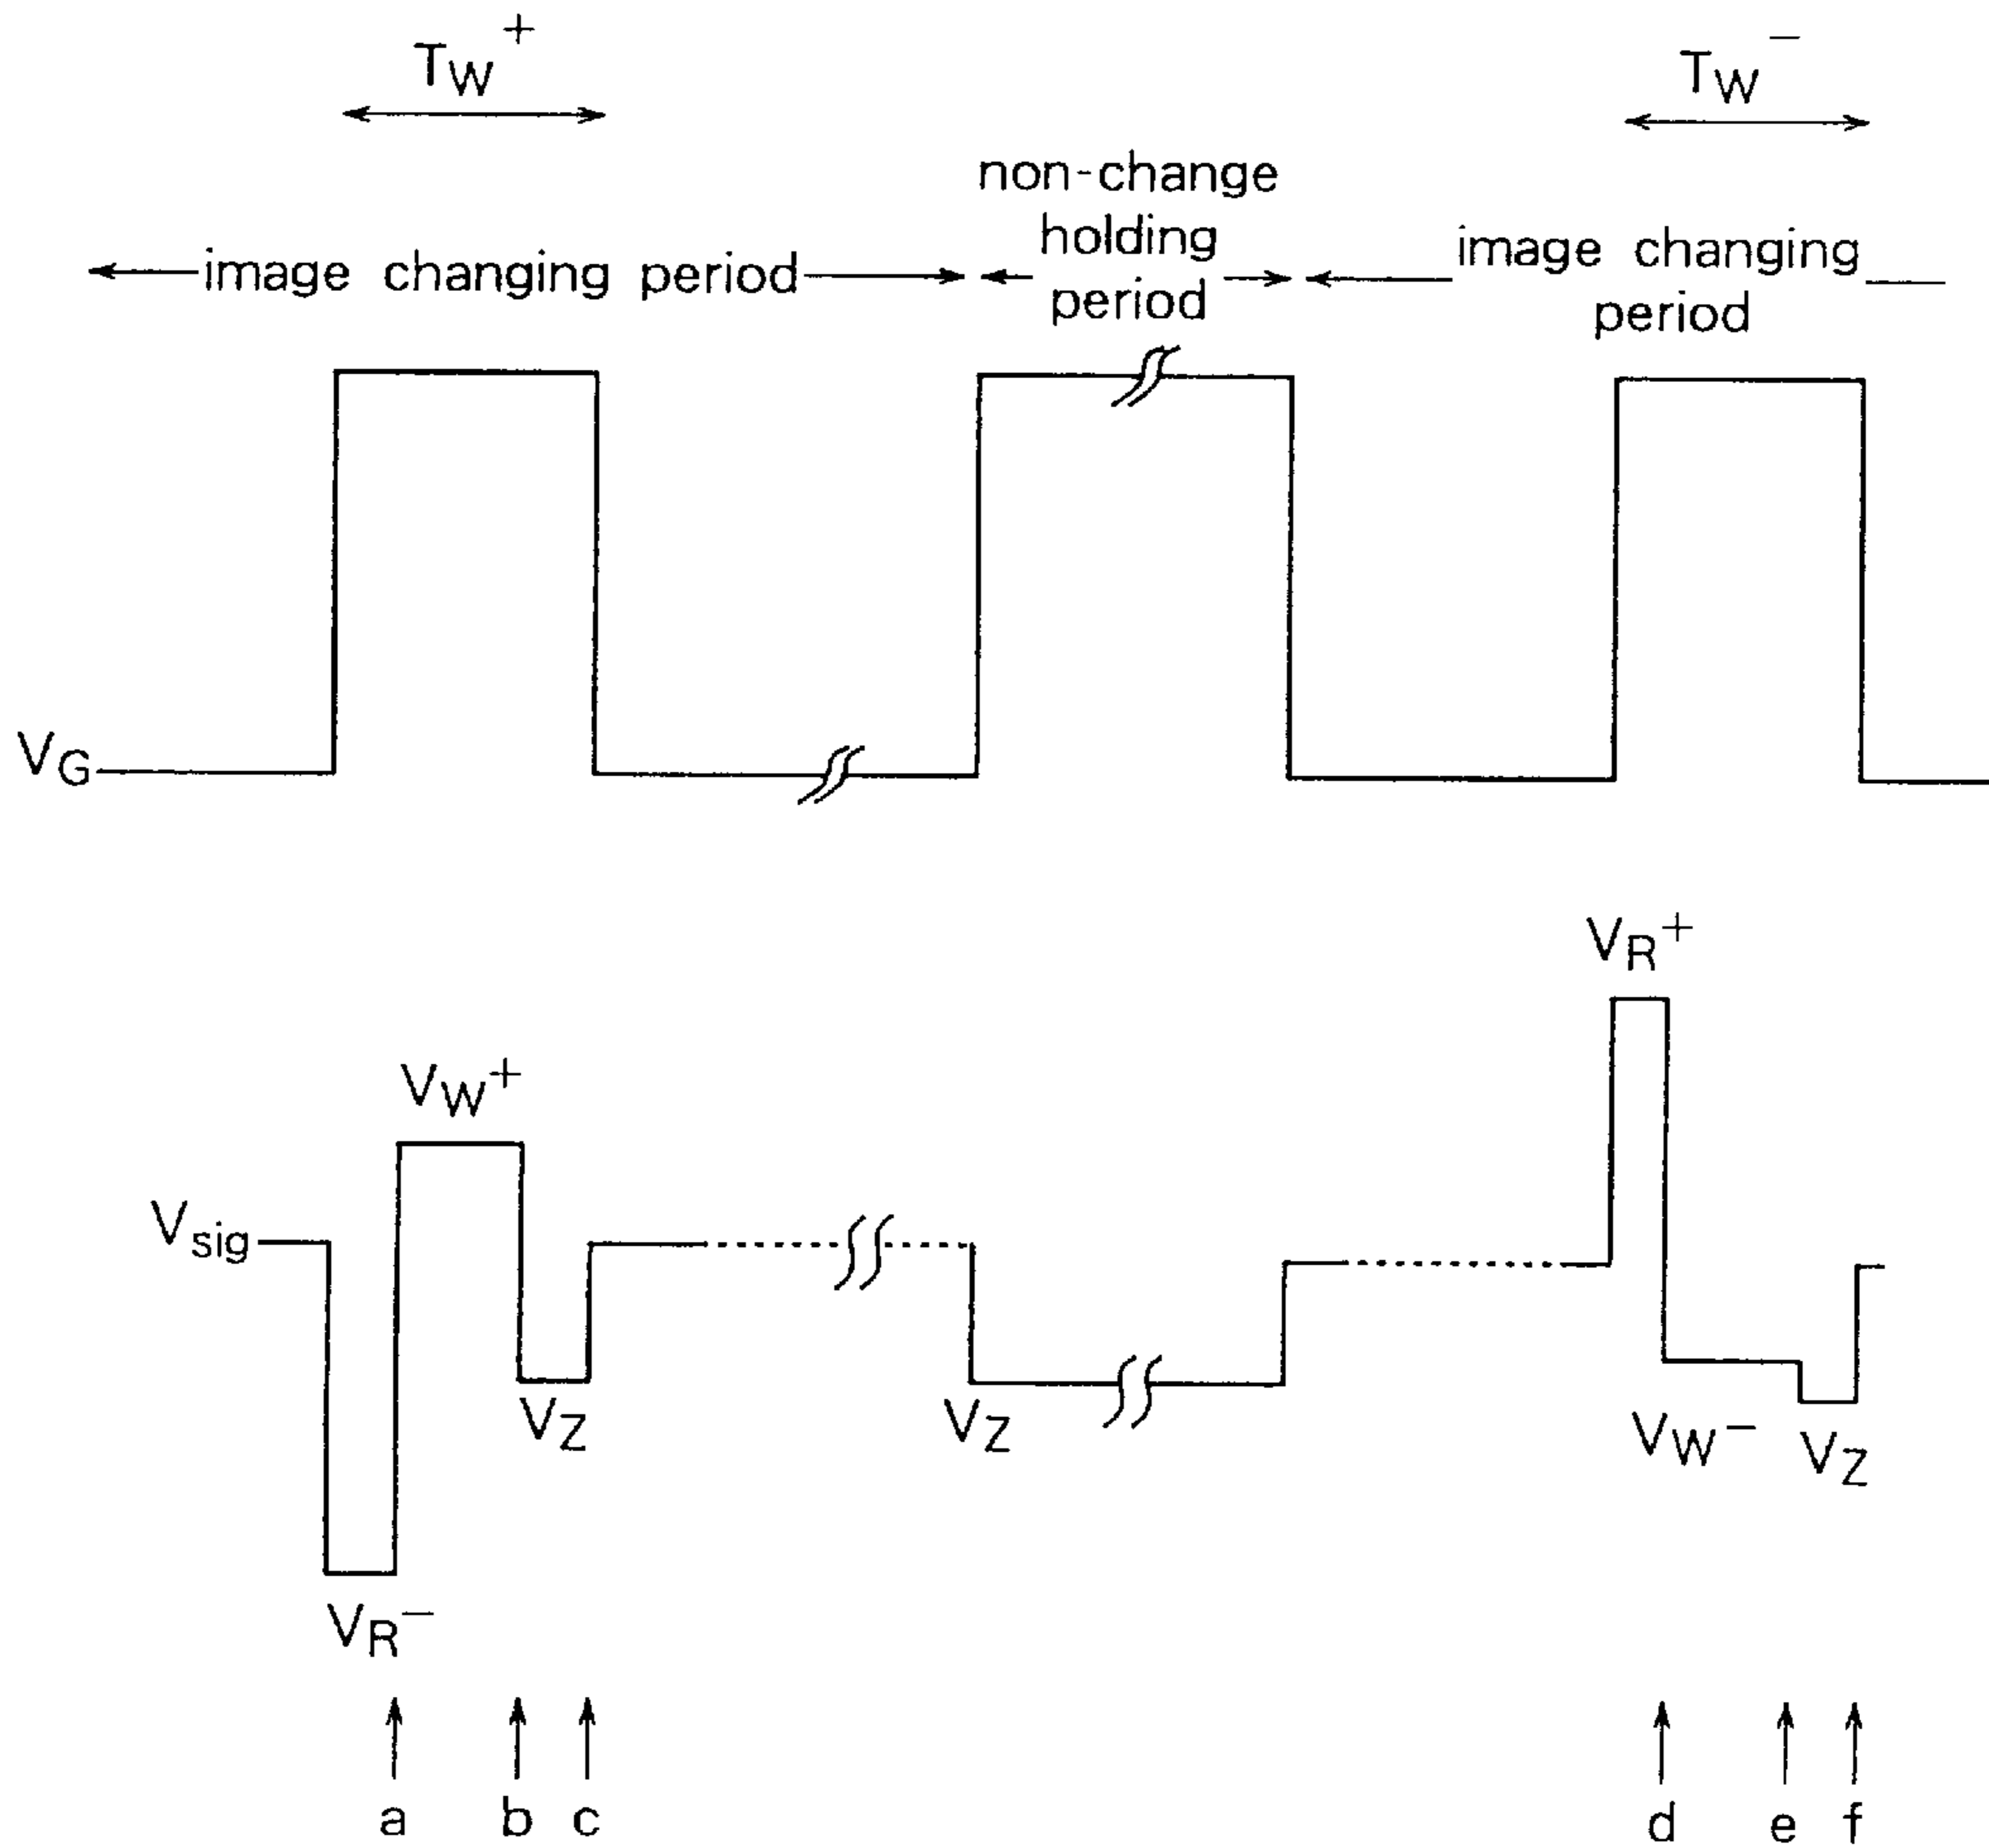 TW+
TW−
non-change
holding
period
image changing period
image changing
period
VG
VR+
VW+
Vsig
VZ
VZ
VW−
VZ
VR−
a b c d e f